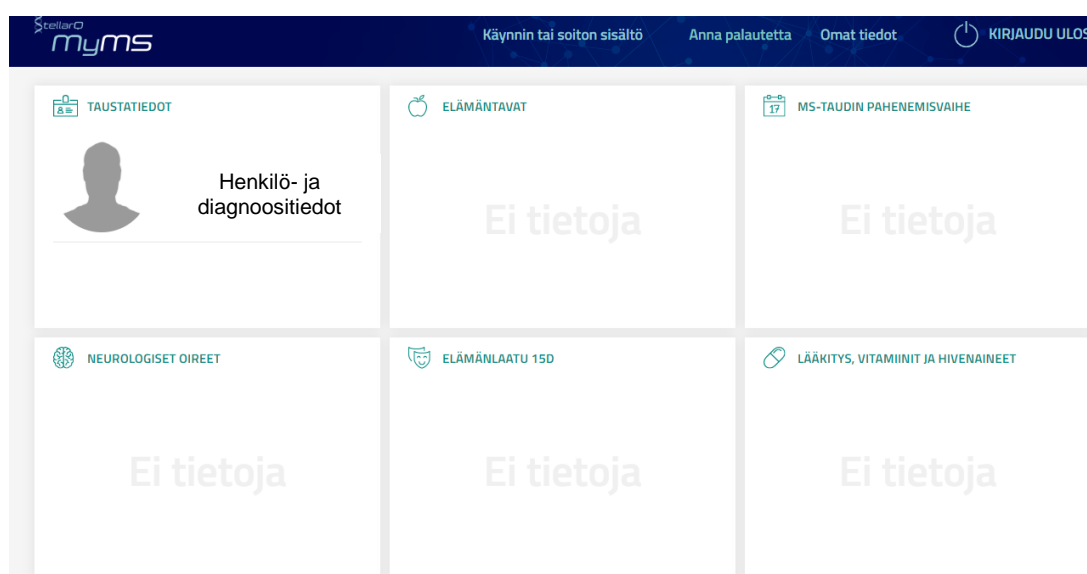 StellarQ
myMS
Käynnin tai soiton sisältö
Anna palautetta
Omat tiedot
KIRJAUDU ULOS
TAUSTATIEDOT
Henkilö- ja
diagnoositiedot
ELÄMÄNTAVAT
Ei tietoja
17
MS-TAUDIN PAHENEMISVAIHE
Ei tietoja
NEUROLOGISET OIREET
Ei tietoja
ELÄMÄNLAATU 15D
Ei tietoja
LÄÄKITYS, VITAMIINIT JA HIVENAINEET
Ei tietoja